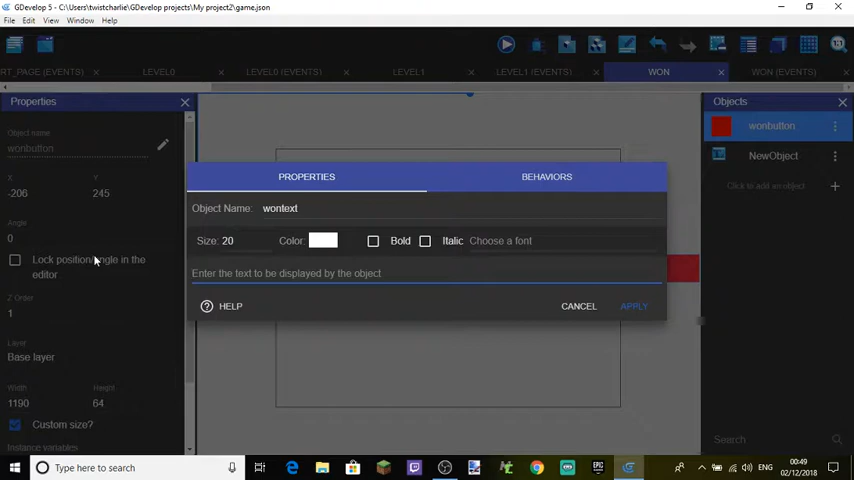 GDevelop 5 - C:\Users\twistcharlie\GDevelop projects\My project2\game.json
File Edit View Window Help
RT_PAGE (EVENTS) LEVEL0 LEVEL0 (EVENTS) LEVEL1 LEVEL1 (EVENTS) WON WON (EVENTS)
Properties
Objects
Object name
wonbutton
X Y
-206 245
Angle
0
Lock position/angle in the
editor
Z Order
1
Layer
Base layer
Width Height
1190 64
Custom size?
Instance variables
PROPERTIES BEHAVIORS
Object Name: wontext
Size: 20 Color: Bold Italic Choose a font
Enter the text to be displayed by the object
HELP CANCEL APPLY
wonbutton
NewObject
Click to add an object
Search
Type here to search
ENG
00:49
02/12/2018